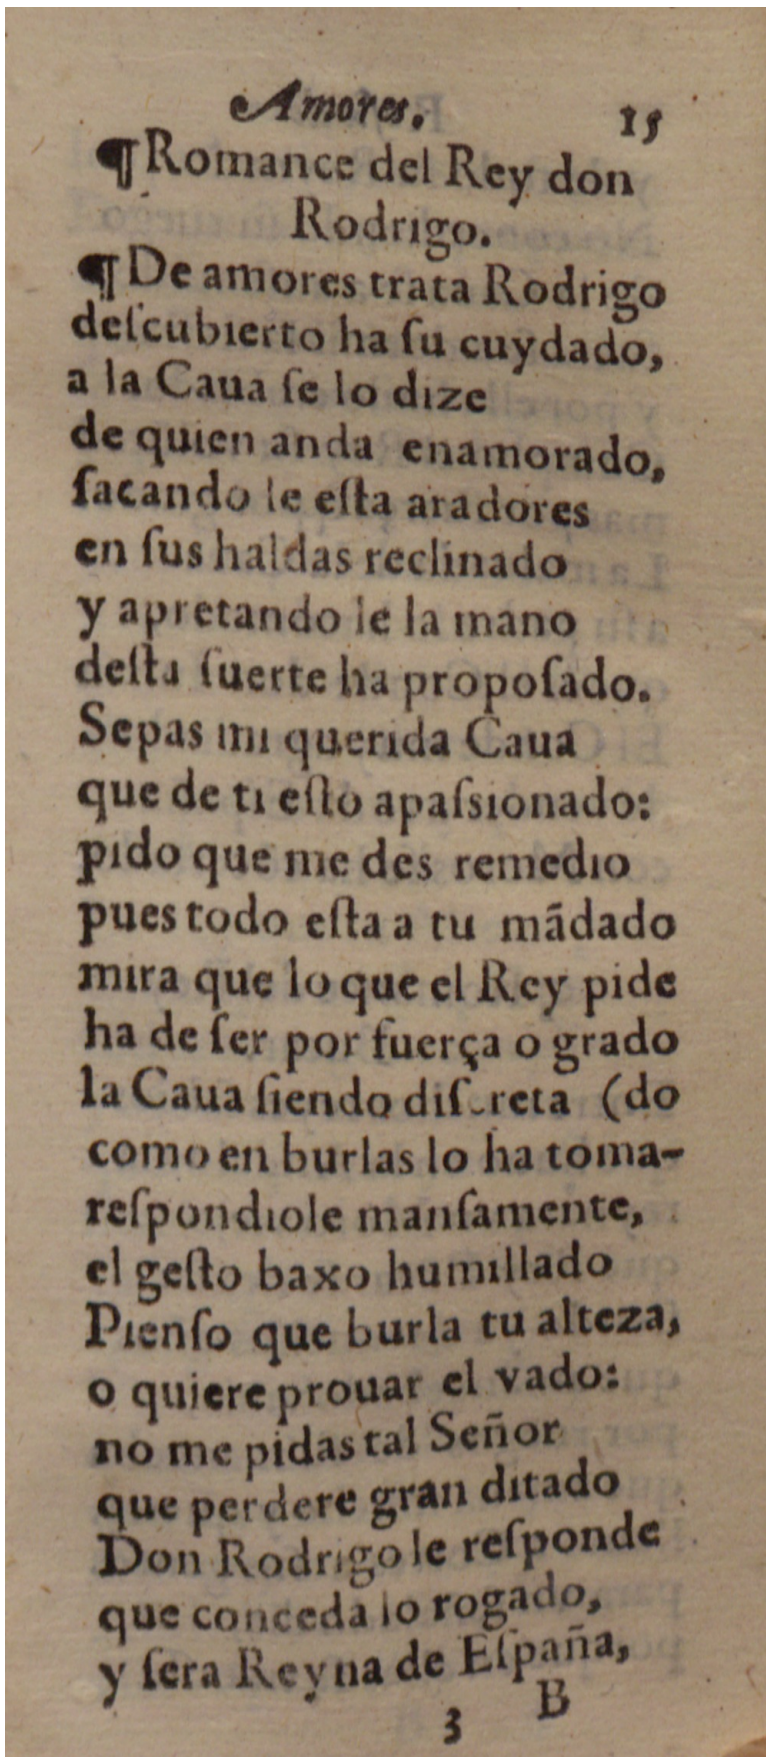 Amores. 15
¶Romance del Rey don
Rodrigo.
¶De amores trata Rodrigo
deſcubierto ha ſu cuydado,
a la Caua ſe lo dize
de quien anda enamorado,
ſacando le eſta aradores
en ſus haldas reclinado
y apretando le la mano
deſta ſuerte ha propoſado.
Sepas mi querida Caua
que de ti eſto apaſsionado:
pido que me des remedio
pues todo eſta a tu mãdado
mira que lo que el Rey pide
ha de ſer por fuerça o grado
la Caua ſiendo diſcreta (do
como en burlas lo ha toma-
reſpondiole manſamente,
el geſto baxo humillado
Pienſo que burla tu alteza,
o quiere prouar el vado:
no me pidas tal Señor
que perdere gran ditado
Don Rodrigo le reſponde
que conceda lo rogado,
y ſera Reyna de Eſpaña,
3 B